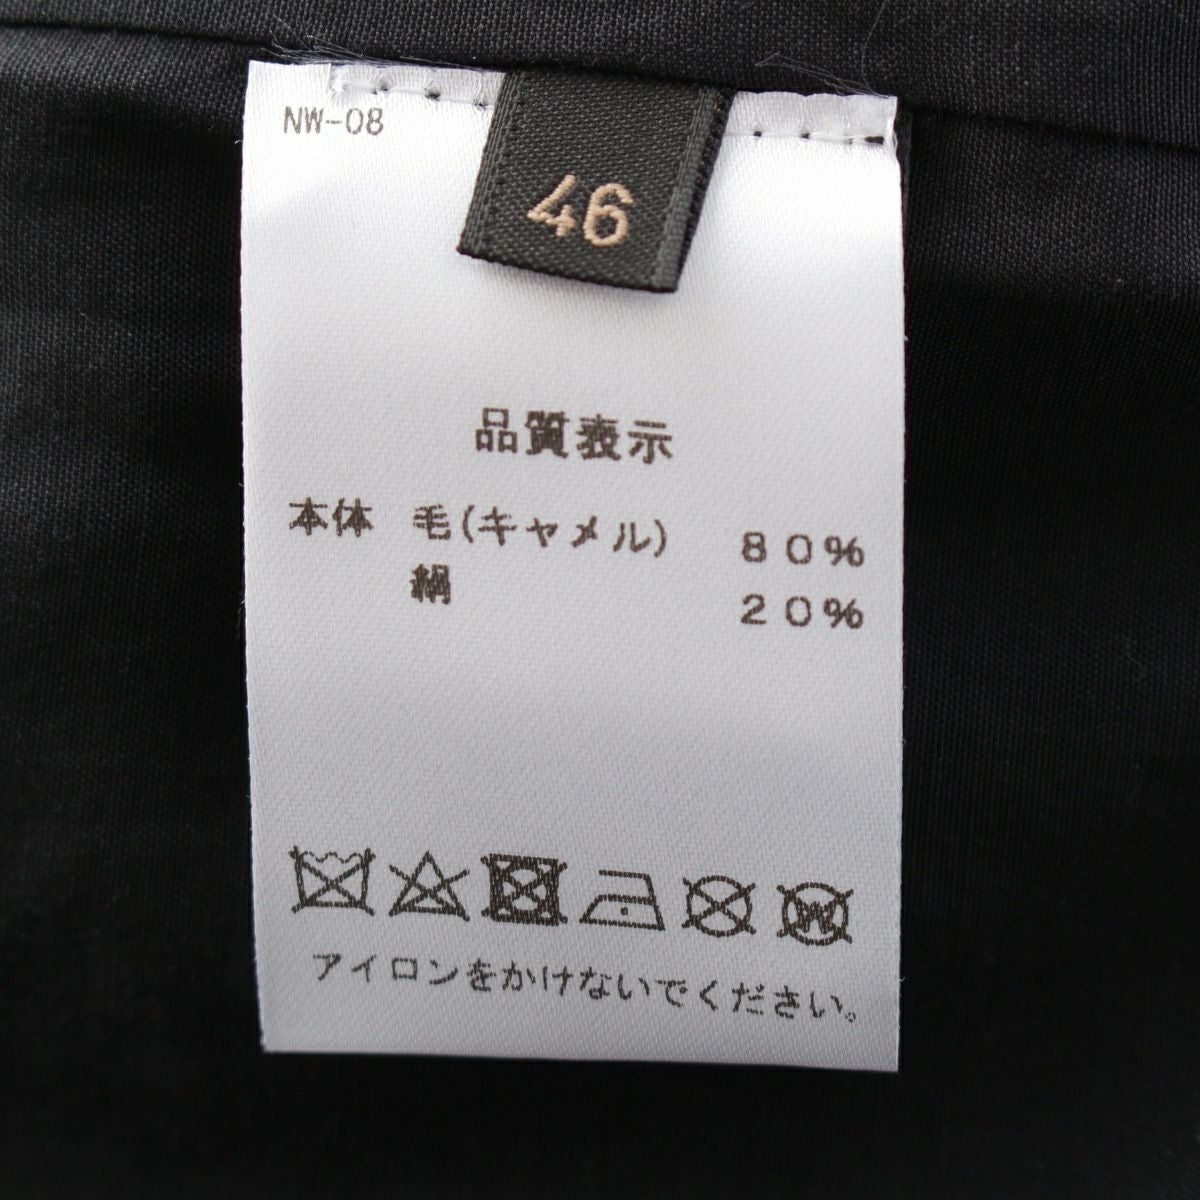 NW-08
46
品質表示
本体 毛(キャメル) 80%
絹 20%
W
アイロンをかけないでください。